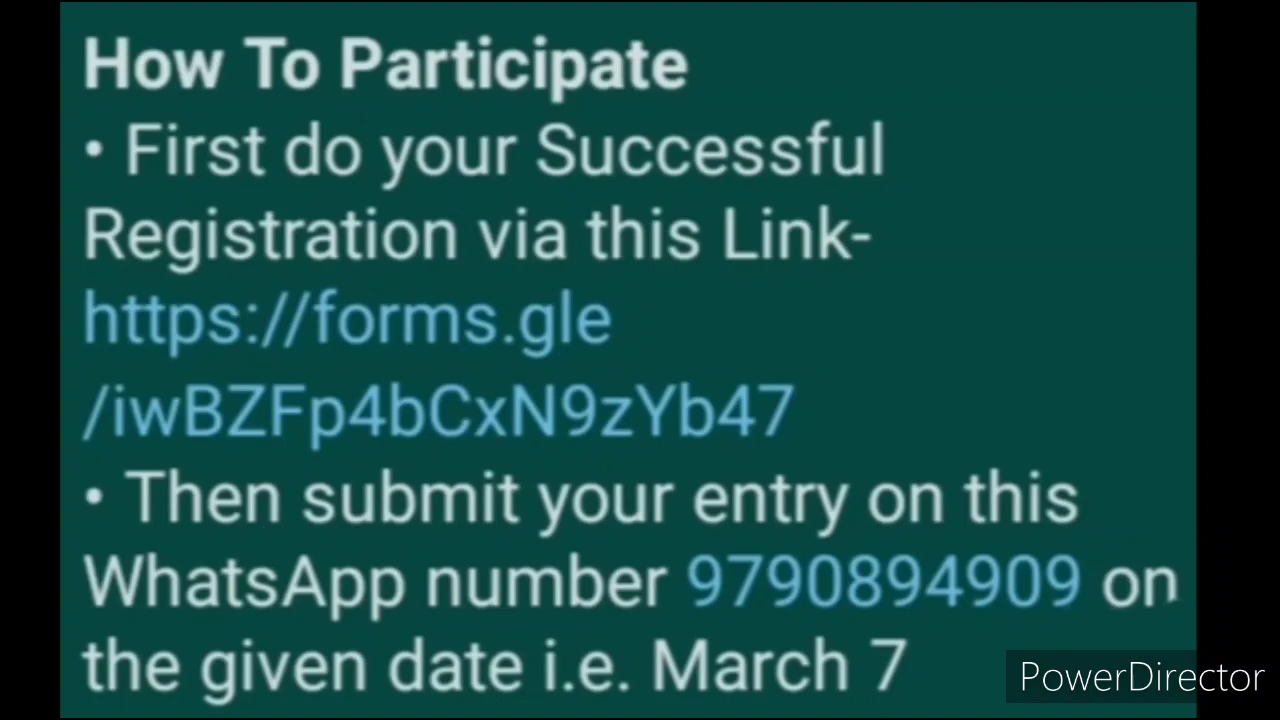 How To Participate
• First do your Successful
Registration via this Link-
https://forms.gle
/iwBZFp4bCxN9zYb47
• Then submit your entry on this
WhatsApp number 9790894909 on
the given date i.e. March 7
PowerDirector